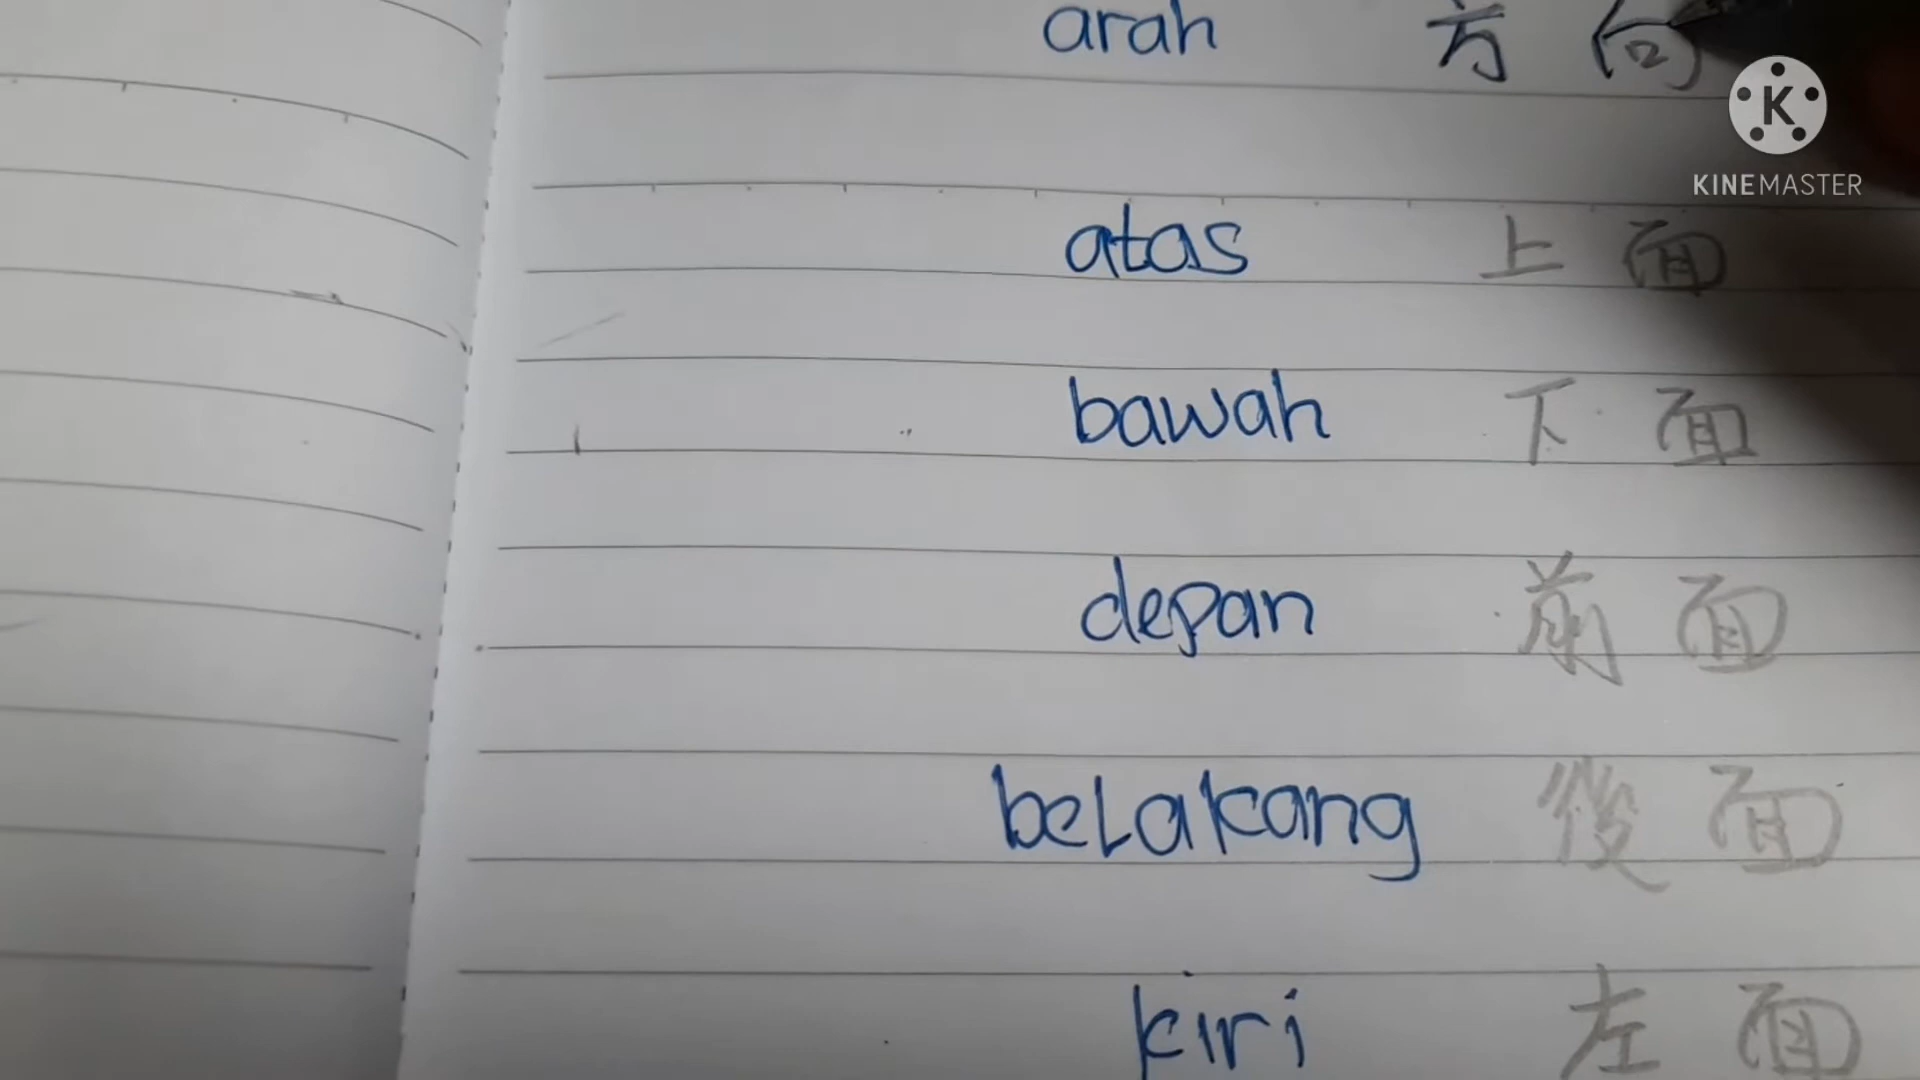 arah 方向
K
KINEMASTER
atas 上面
bawah 下面
depan 前面
beLakang 後面
kiri 左面